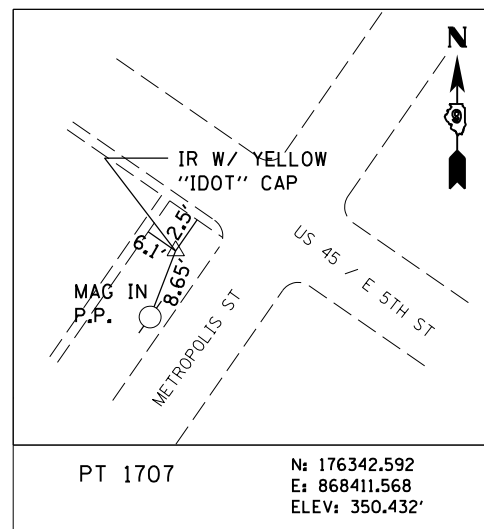 N
IR W/ YELLOW
"IDOT" CAP
2.5'
6.1'
8.65'
MAG IN
P.P.
METROPOLIS ST
US 45 / E 5TH ST
9
PT 1707
N: 176342.592
E: 868411.568
ELEV: 350.432'